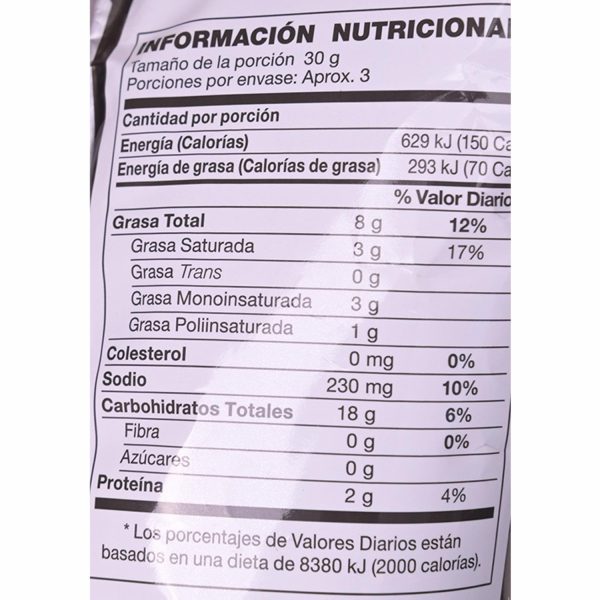 INFORMACIÓN NUTRICIONA
Tamaño de la porción 30 g
Porciones por envase: Aprox. 3
Cantidad por porción
Energía (Calorías) 629 kJ (150 Ca
Energía de grasa (Calorías de grasa) 293 kJ (70 Ca
% Valor Diario
Grasa Total 8 g 12%
Grasa Saturada 3 g 17%
Grasa Trans 0 g
Grasa Monoinsaturada 3 g
Grasa Poliinsaturada 1 g
Colesterol 0 mg 0%
Sodio 230 mg 10%
Carbohidratos Totales 18 g 6%
Fibra 0 g 0%
Azúcares 0 g
Proteína 2 g 4%
* Los porcentajes de Valores Diarios están
basados en una dieta de 8380 kJ (2000 calorías).